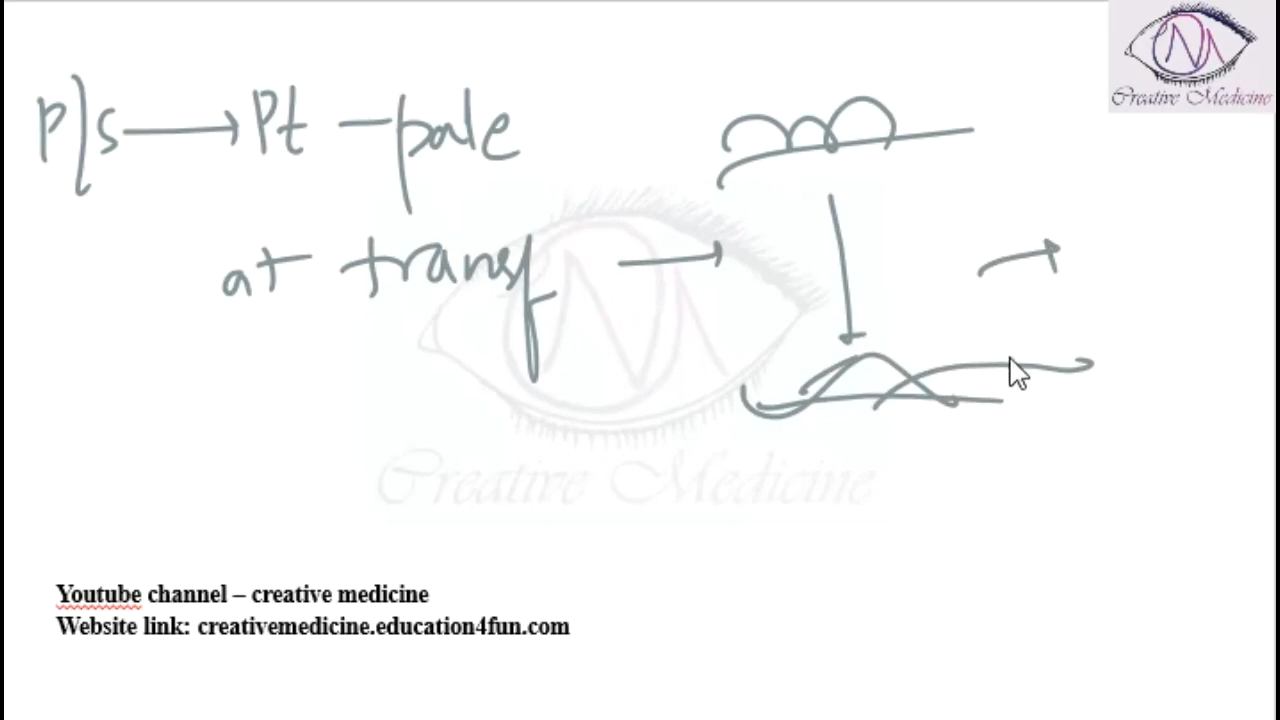 Creative Medicine
P/s → Pt - pale
at transf →
Creative Medicine
Youtube channel – creative medicine
Website link: creativemedicine.education4fun.com